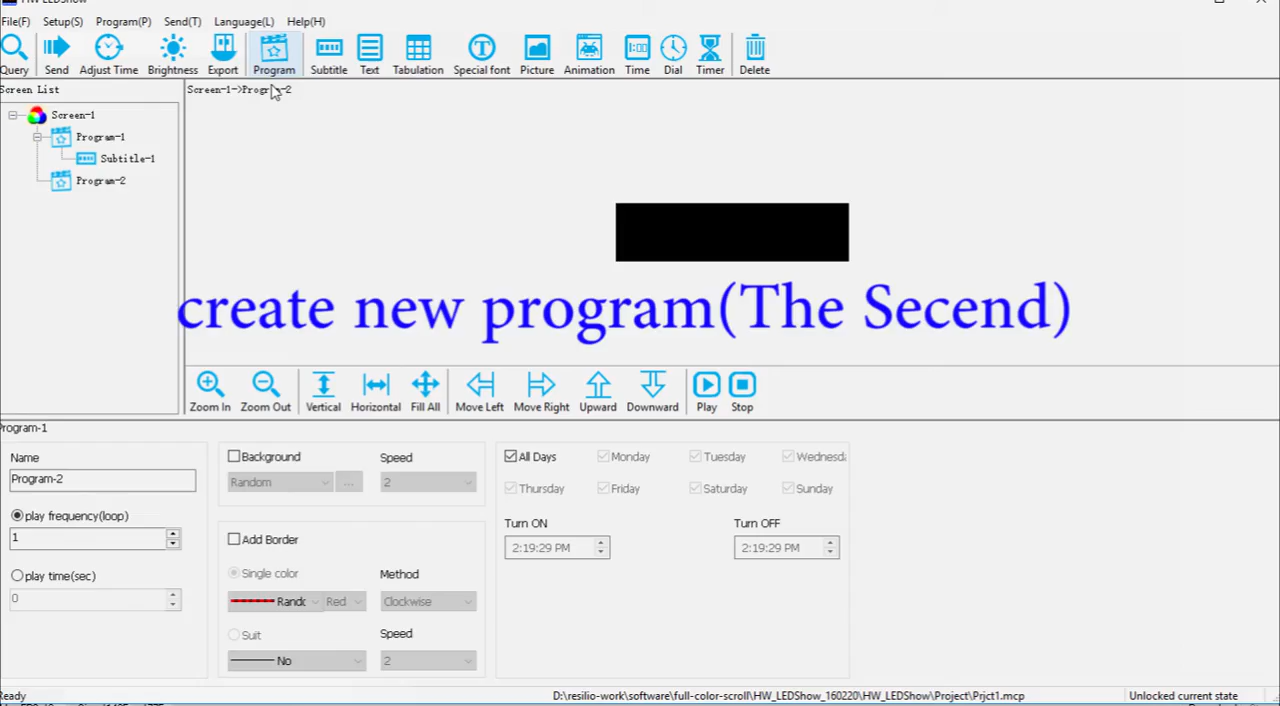 HW_LEDShow
File(F) Setup(S) Program(P) Send(T) Language(L) Help(H)
Query Send Adjust Time Brightness Export Program Subtitle Text Tabulation Special font Picture Animation Time Dial Timer Delete
Screen List
Screen-1->Program-2
Screen-1
Program-1
Subtitle-1
Program-2
create new program(The Secend)
Zoom In Zoom Out Vertical Horizontal Fill All Move Left Move Right Upward Downward Play Stop
Program-1
Name
Program-2
play frequency(loop)
1
play time(sec)
0
Background Speed
Random ... 2
Add Border
Single color Method
Red Clockwise
Suit Speed
No 2
All Days Monday Tuesday
Thursday Friday Saturday Sunday
Turn ON Turn OFF
2:19:29 PM 2:19:29 PM
Ready D:\resilio-work\software\full-color-scroll\HW_LEDShow_160220\HW_LEDShow\Project\Prjct1.mcp Unlocked current state